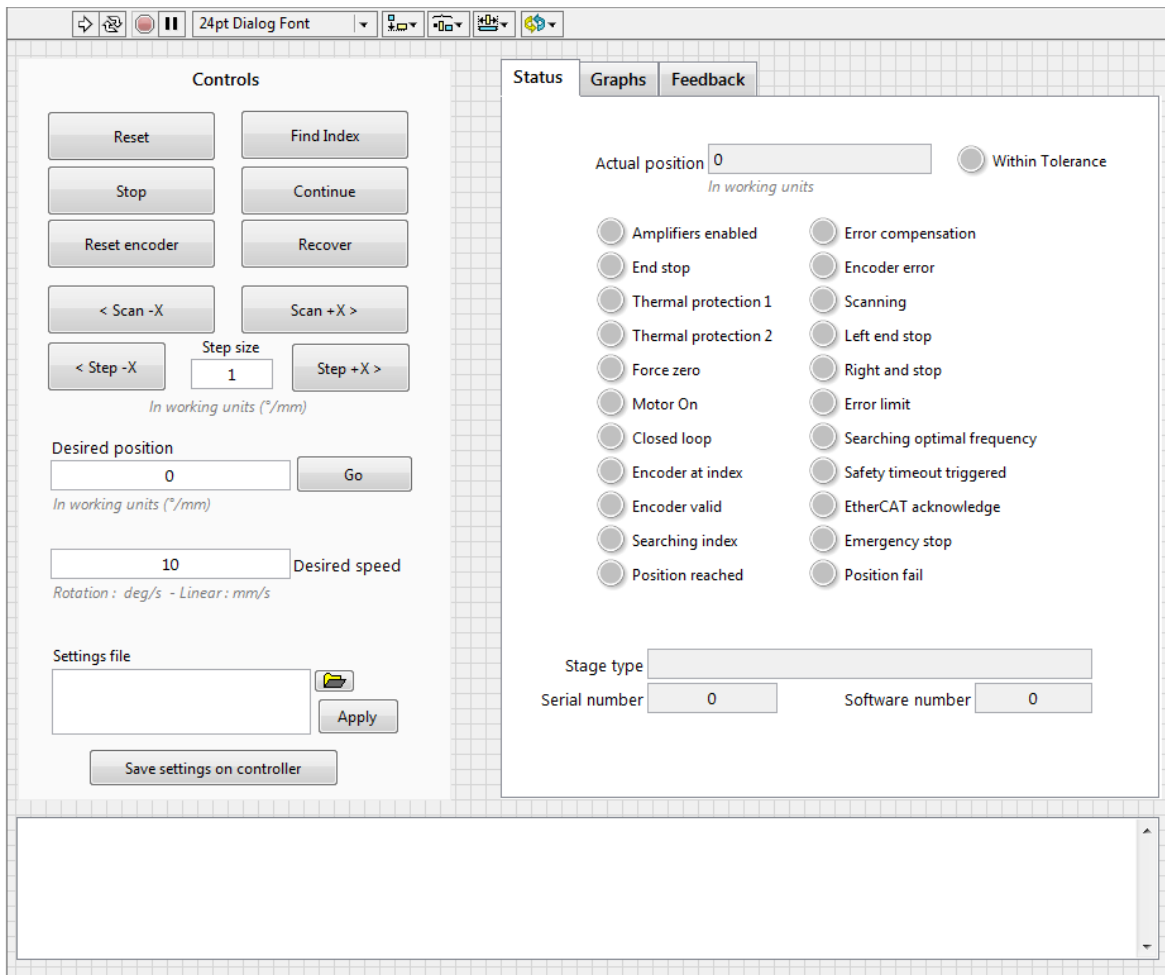 24pt Dialog Font
Controls
Reset
Find Index
Stop
Continue
Reset encoder
Recover
< Scan -X
Scan +X >
< Step -X
Step size
1
Step +X >
In working units (°/mm)
Desired position
0
Go
In working units (°/mm)
10
Desired speed
Rotation : deg/s - Linear : mm/s
Settings file
Apply
Save settings on controller
Status
Graphs
Feedback
Actual position
0
Within Tolerance
In working units
Amplifiers enabled
Error compensation
End stop
Encoder error
Thermal protection 1
Scanning
Thermal protection 2
Left end stop
Force zero
Right and stop
Motor On
Error limit
Closed loop
Searching optimal frequency
Encoder at index
Safety timeout triggered
Encoder valid
EtherCAT acknowledge
Searching index
Emergency stop
Position reached
Position fail
Stage type
Serial number
0
Software number
0